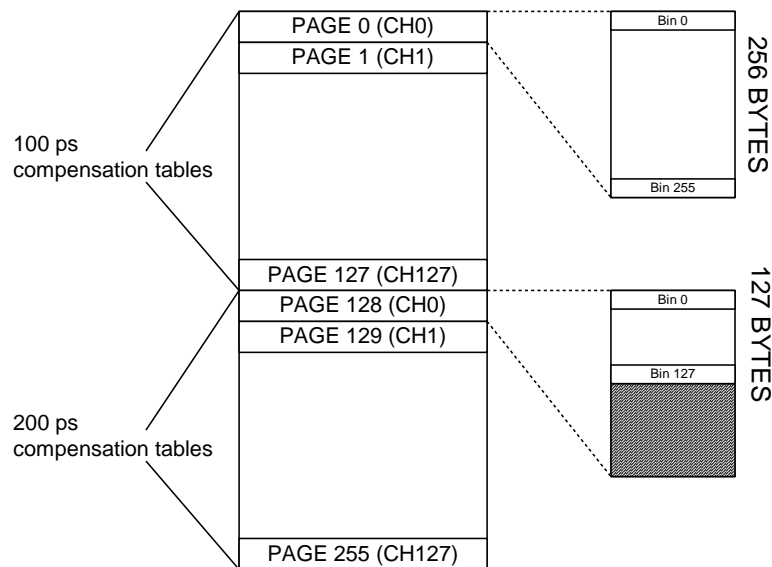 PAGE 0 (CH0)
PAGE 1 (CH1)
100 ps
compensation tables
PAGE 127 (CH127)
PAGE 128 (CH0)
PAGE 129 (CH1)
200 ps
compensation tables
PAGE 255 (CH127)
Bin 0
Bin 255
256 BYTES
Bin 0
Bin 127
127 BYTES